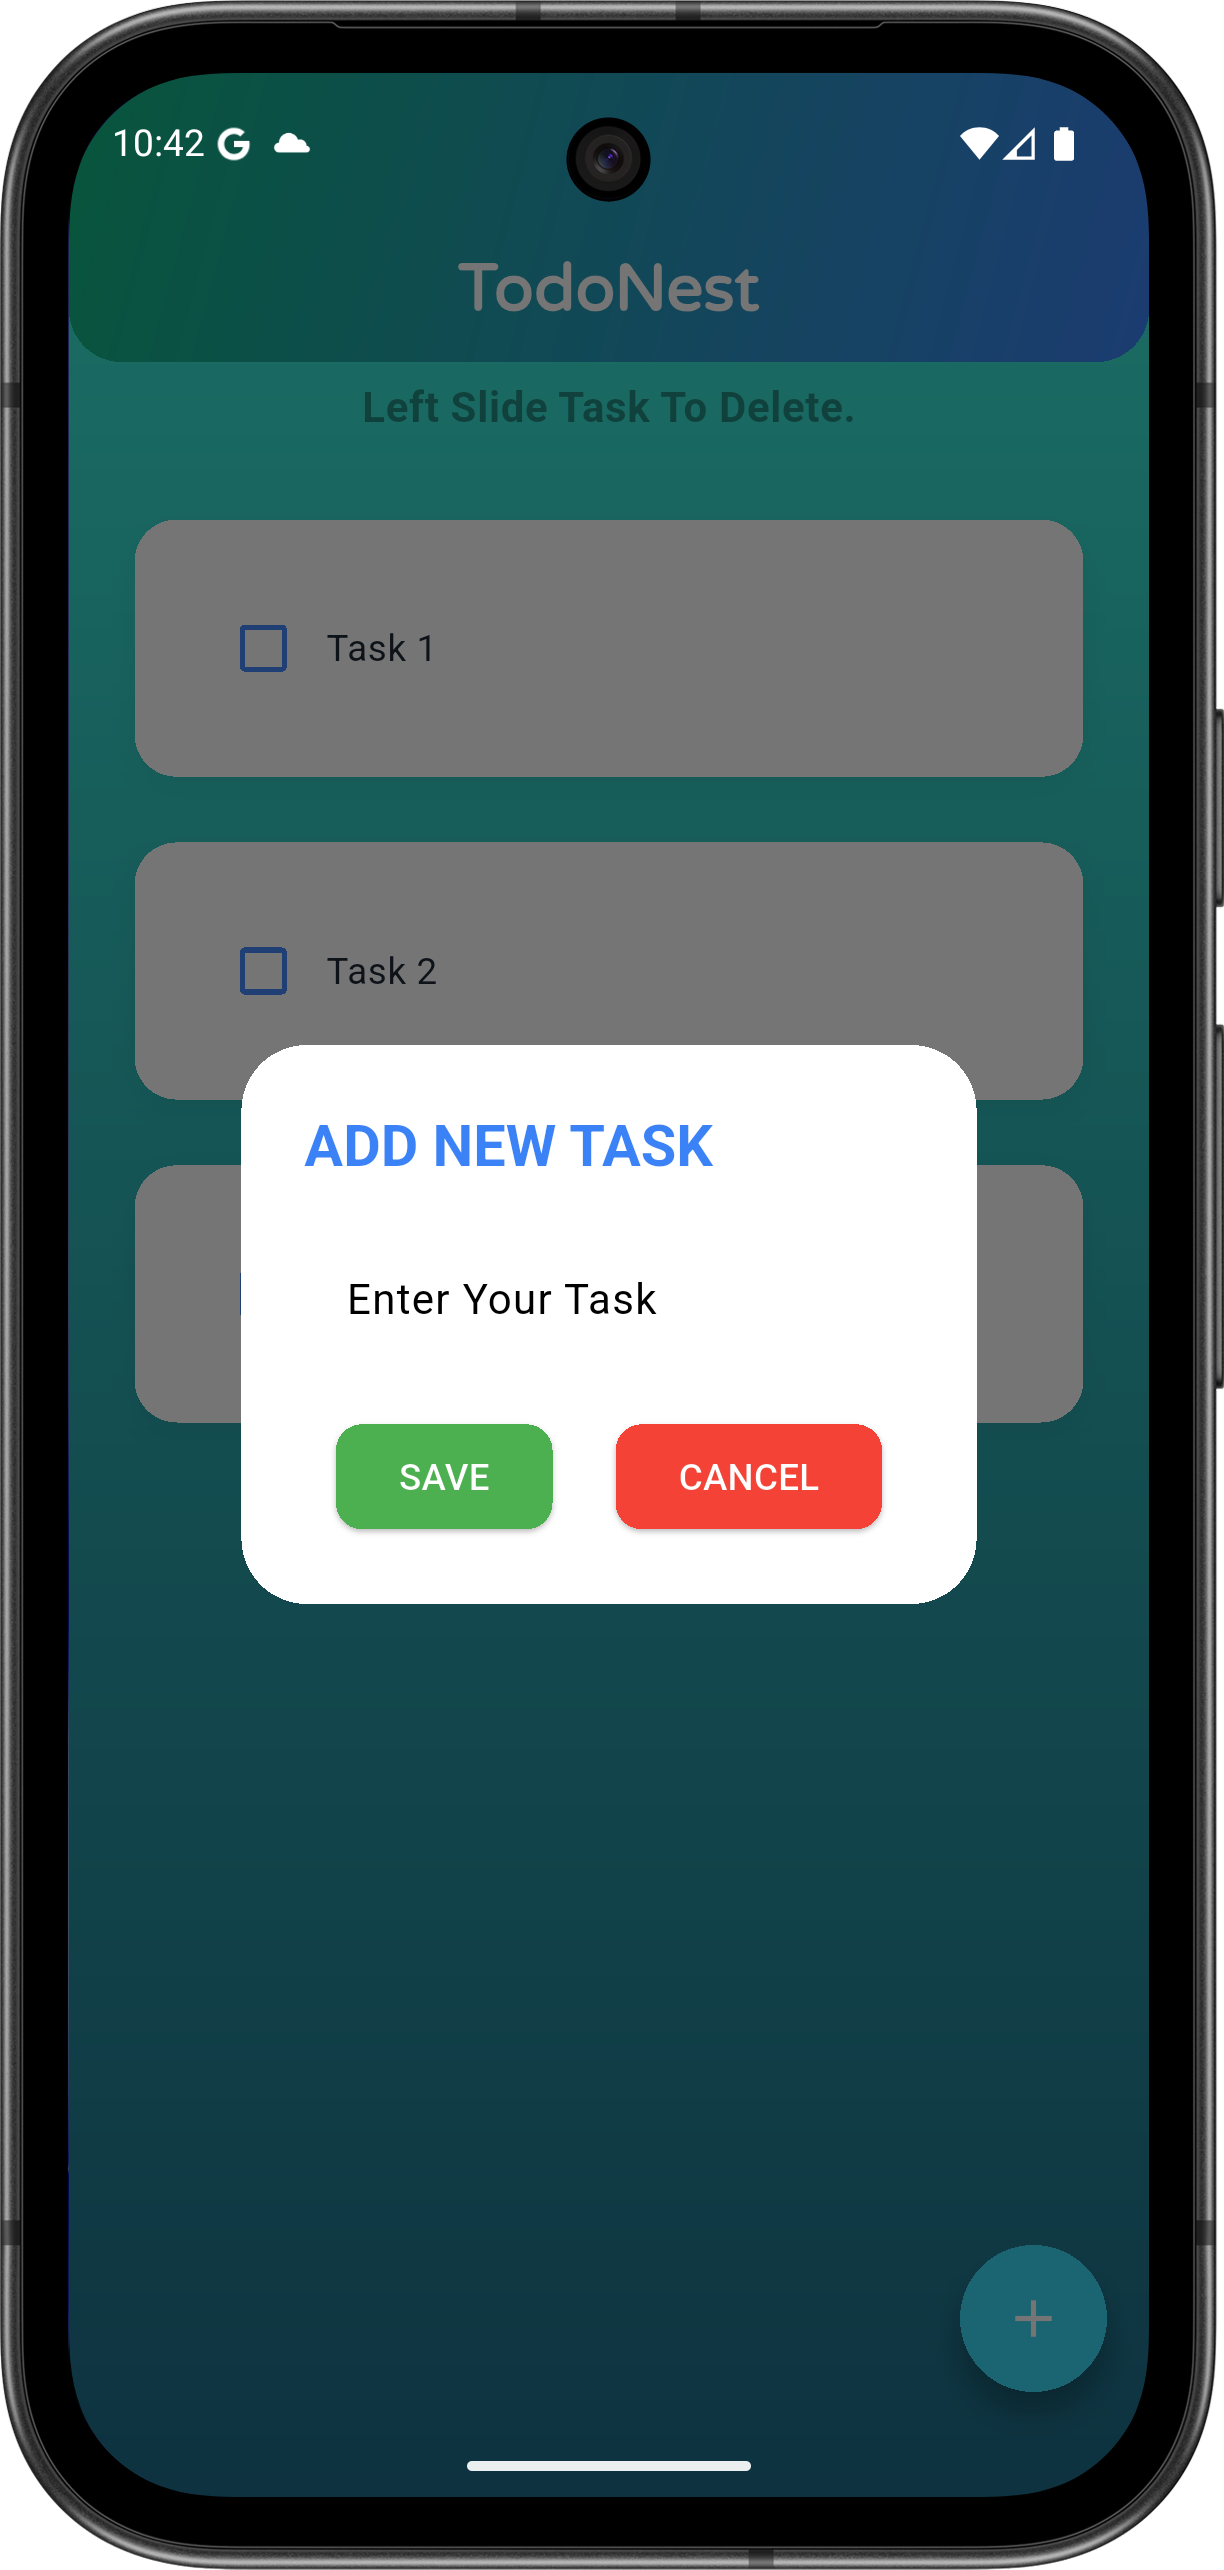 10:42
TodoNest
Left Slide Task To Delete.
Task 1
Task 2
ADD NEW TASK
Enter Your Task
SAVE CANCEL